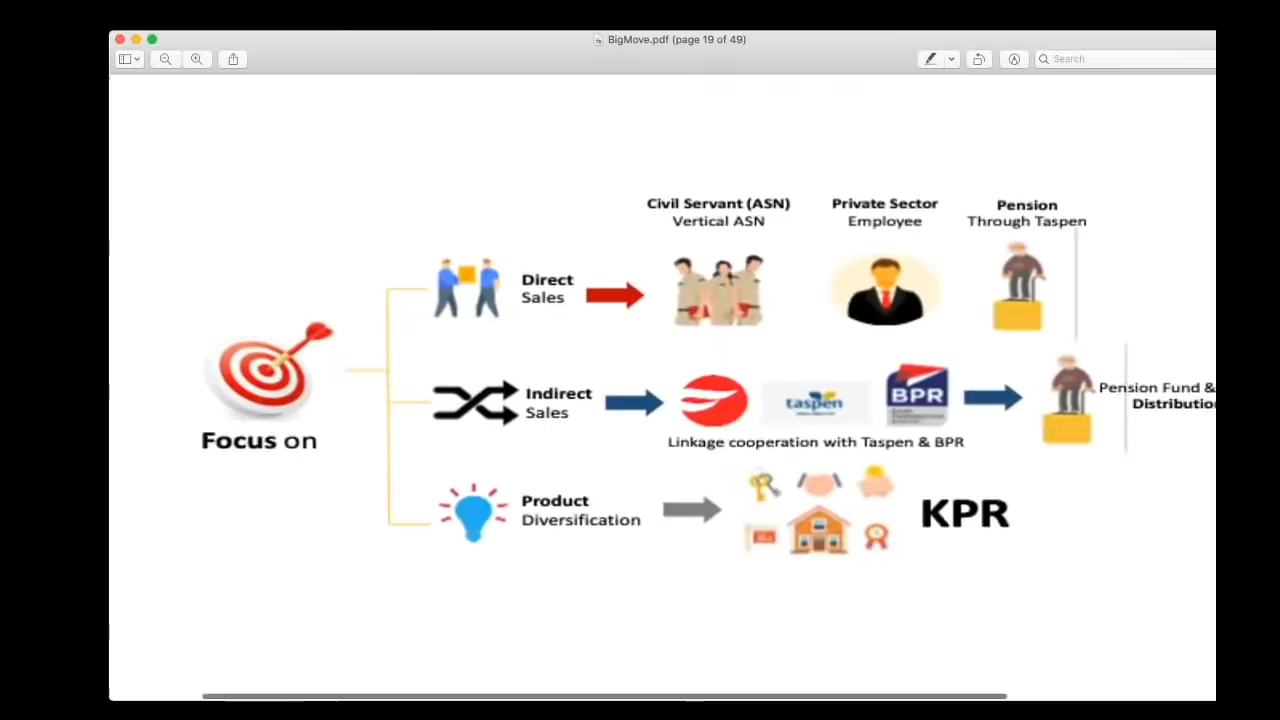 BigMove.pdf (page 19 of 49)
Search
Civil Servant (ASN)
Vertical ASN
Private Sector
Employee
Pension
Through Taspen
Direct
Sales
Focus on
Indirect
Sales
taspen
BPR
Linkage cooperation with Taspen & BPR
Pension Fund &
Distributio
Product
Diversification
KPR